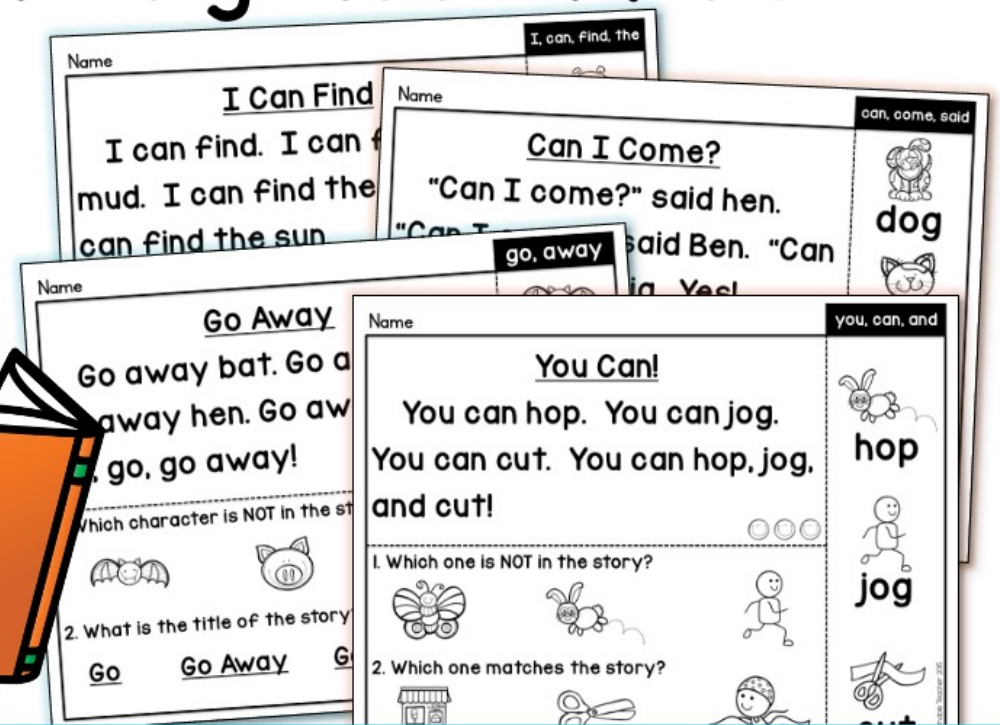 Name
I, can, find, the
I Can Find
I can find. I can
mud. I can find the
can find the sun
Name
can, come, said
Can I Come?
"Can I come?" said hen.
"Can I
said Ben. "Can
Yes!
dog
Name
go, away
Go Away
Go away bat. Go
away hen. Go
, go, go away!
Which character is NOT in the
2. What is the title of the story
Go Go Away
Name
you, can, and
You Can!
You can hop. You can jog.
You can cut. You can hop, jog,
and cut!
1. Which one is NOT in the story?
2. Which one matches the story?
hop
jog
cut